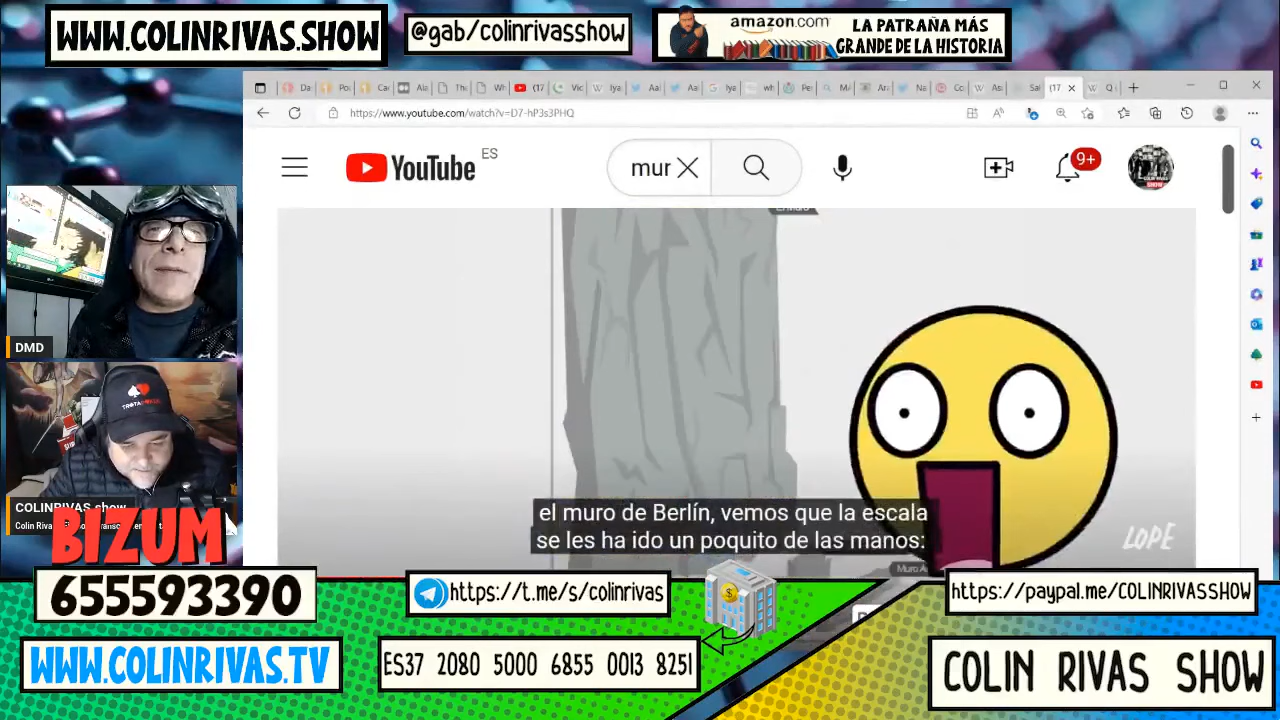 WWW.COLINRIVAS.SHOW
@gab/colinrivasshow
amazon.com
LA PATRAÑA MÁS
GRANDE DE LA HISTORIA
https://www.youtube.com/watch?v=D7-hP3s3PHQ
YouTube
ES
mur
9+
DMD
COLINRIVAS show
el muro de Berlín, vemos que la escala
se les ha ido un poquito de las manos:
LOPE
BIZUM
655593390
https://t.me/s/colinrivas
https://paypal.me/COLINRIVASSHOW
WWW.COLINRIVAS.TV
ES37 2080 5000 6855 0013 8251
COLIN RIVAS SHOW